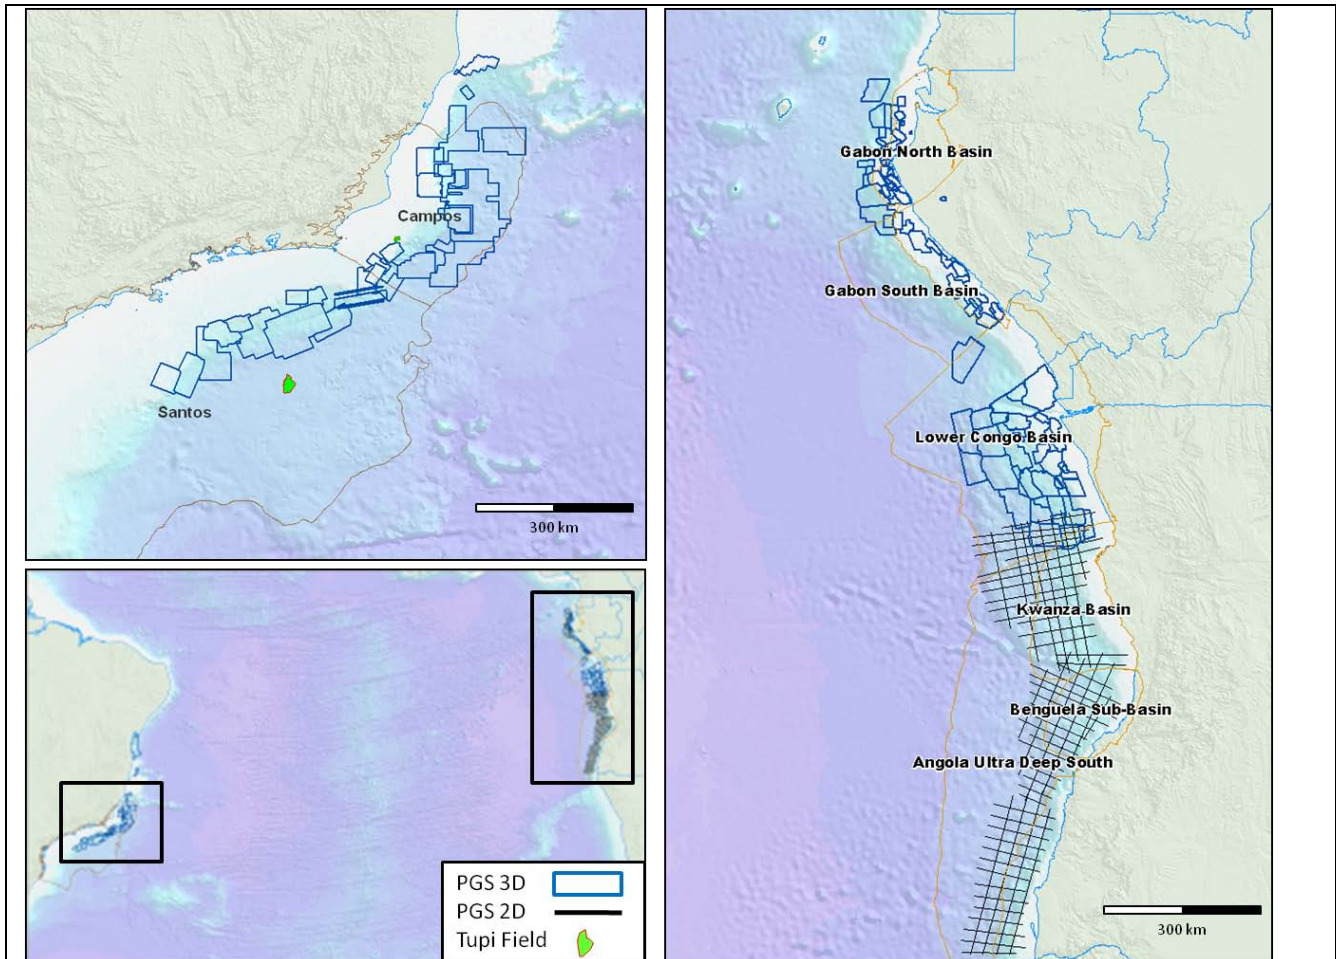 Campos
Santos
300 km
PGS 3D
PGS 2D
Tupi Field
Gabon North Basin
Gabon South Basin
Lower Congo Basin
Kwanza Basin
Benguela Sub-Basin
Angola Ultra Deep South
300 km